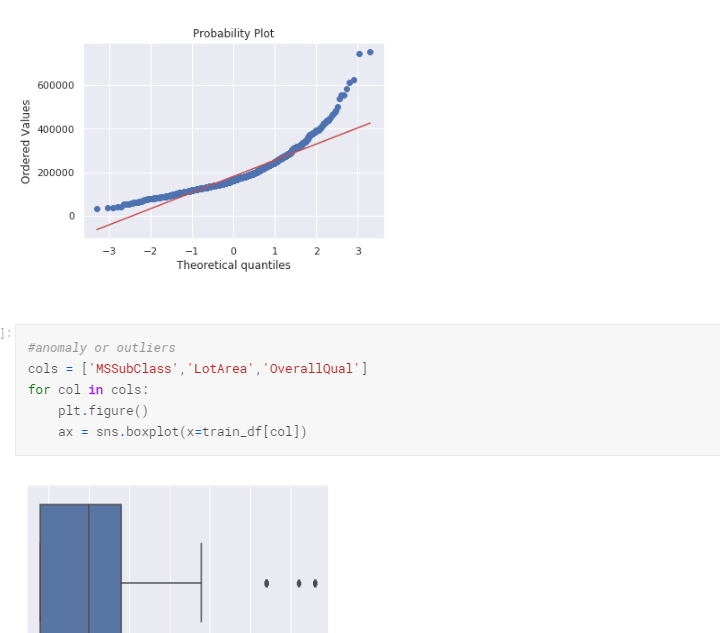 Probability Plot
600000
400000
200000
0
Ordered Values
−3 −2 −1 0 1 2 3
Theoretical quantiles
]:
#anomaly or outliers
cols = ['MSSubClass','LotArea','OverallQual']
for col in cols:
    plt.figure()
    ax = sns.boxplot(x=train_df[col])